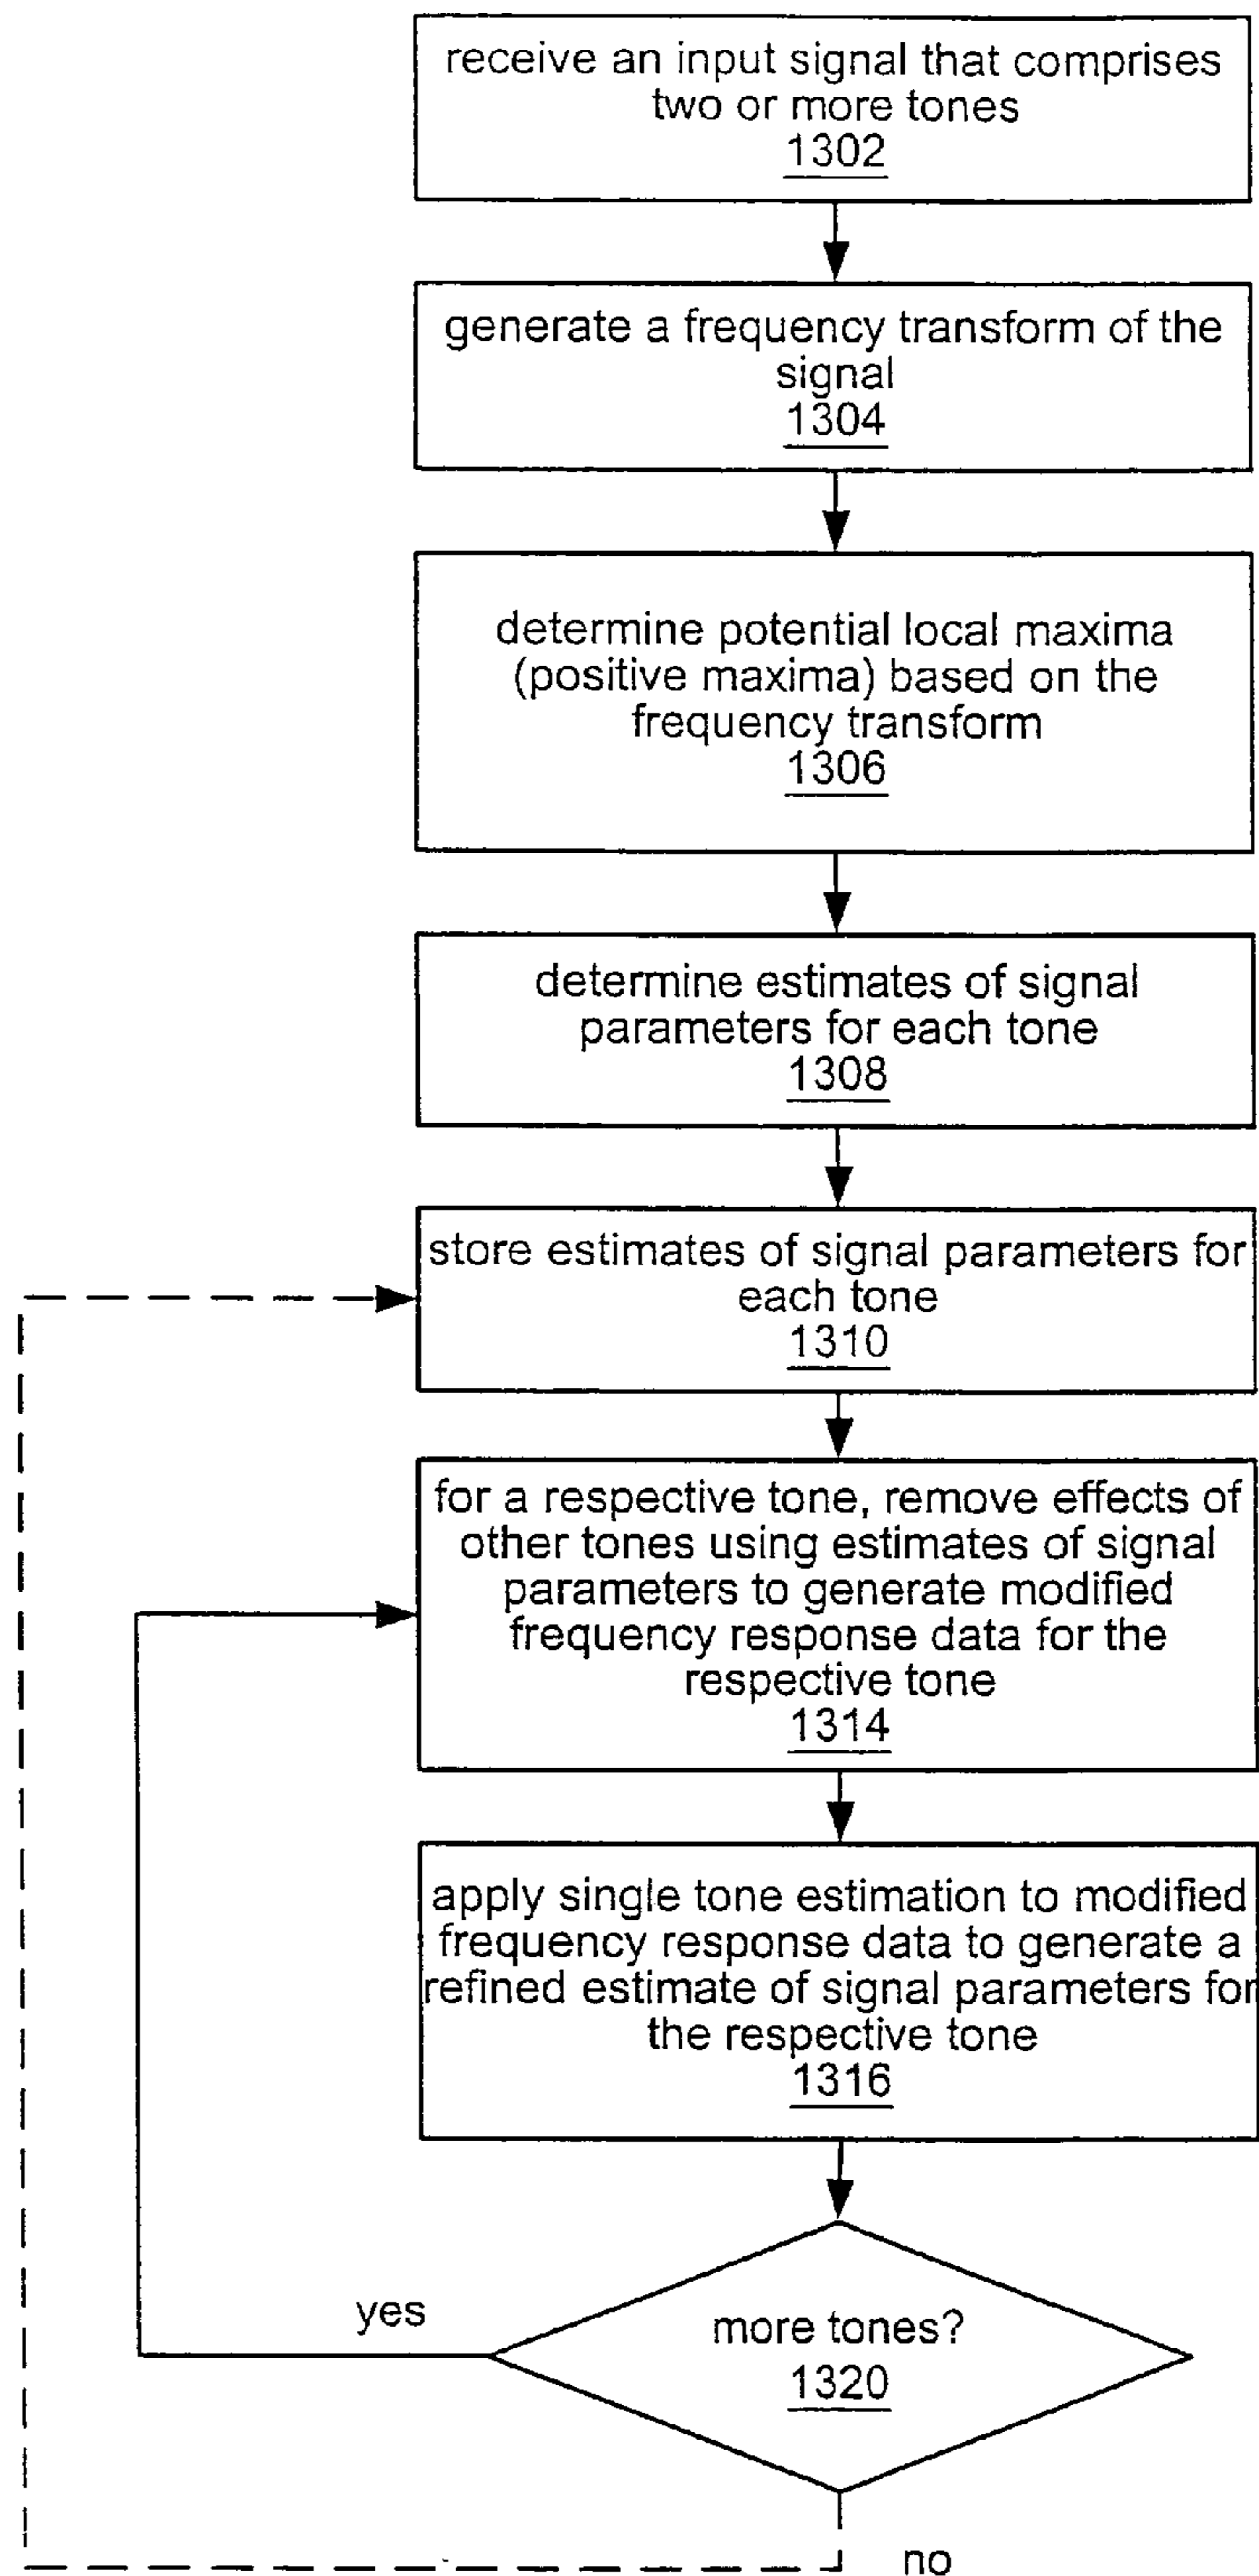 receive an input signal that comprises
two or more tones
1302
generate a frequency transform of the
signal
1304
determine potential local maxima
(positive maxima) based on the
frequency transform
1306
determine estimates of signal
parameters for each tone
1308
store estimates of signal parameters for
each tone
1310
for a respective tone, remove effects of
other tones using estimates of signal
parameters to generate modified
frequency response data for the
respective tone
1314
apply single tone estimation to modified
frequency response data to generate a
refined estimate of signal parameters for
the respective tone
1316
yes
more tones?
1320
no